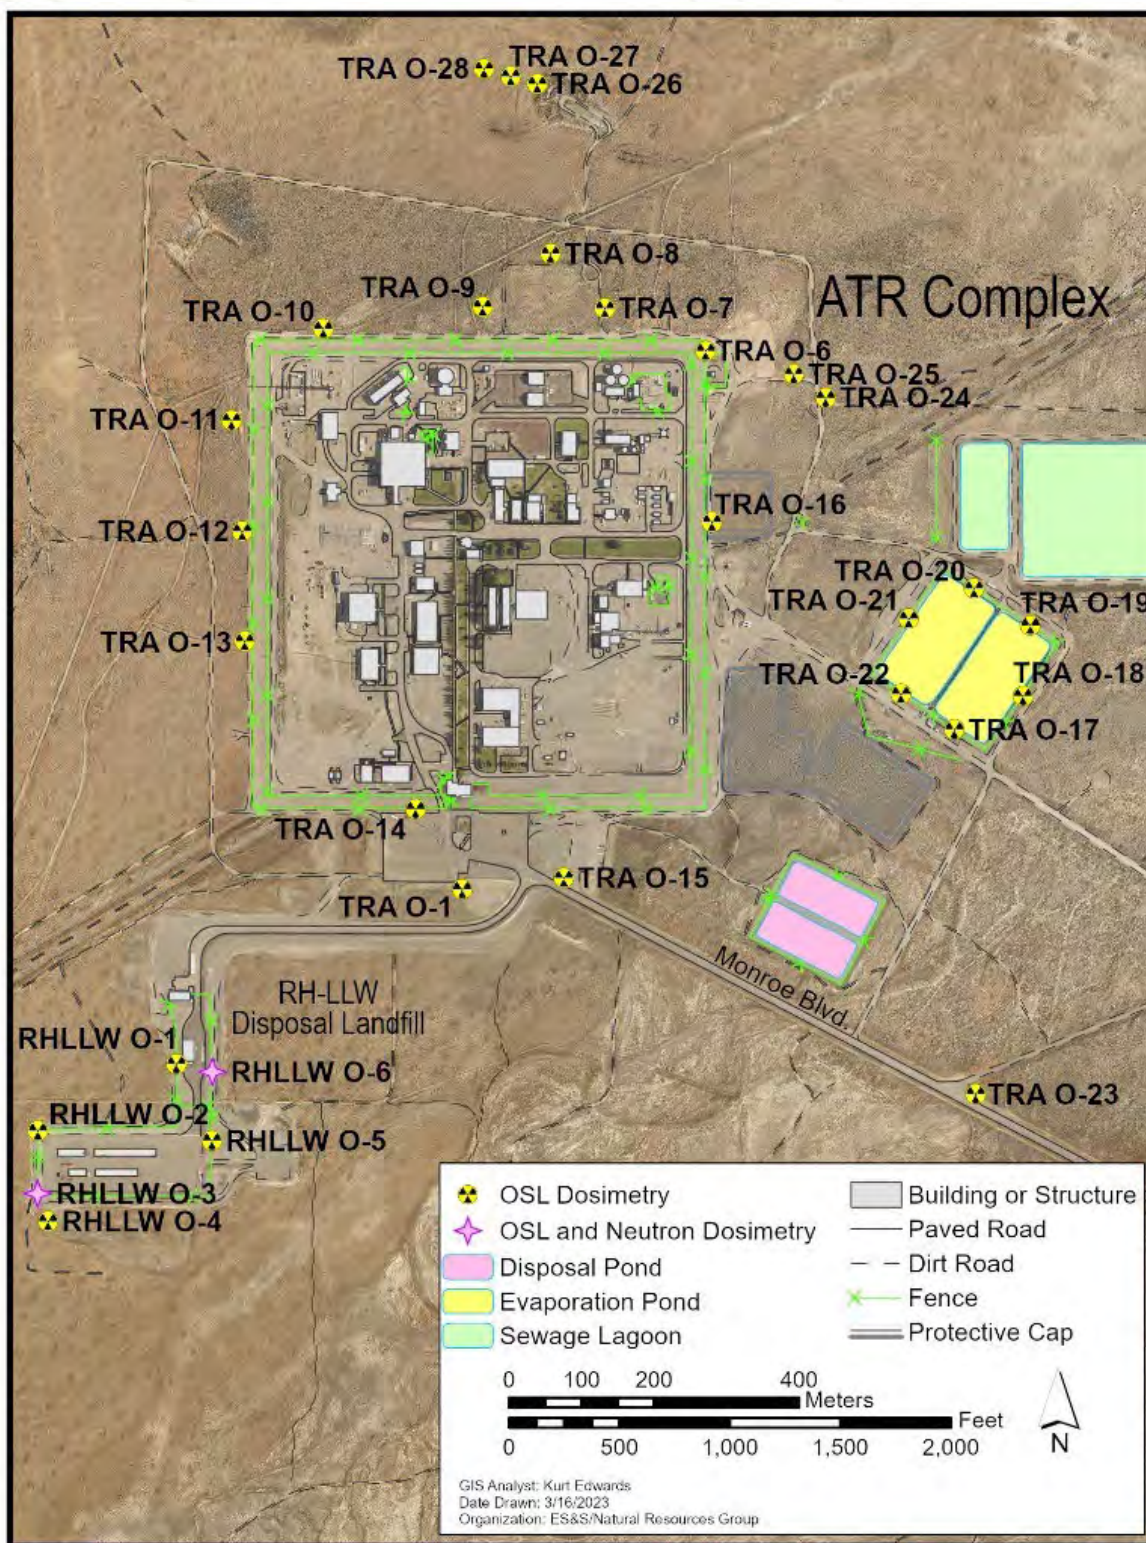 TRA O-27
TRA O-28
TRA O-26
TRA O-8
ATR Complex
TRA O-9
TRA O-7
TRA O-10
TRA O-6
TRA O-25
TRA O-24
TRA O-11
TRA O-16
TRA O-12
TRA O-20
TRA O-21
TRA O-19
TRA O-13
TRA O-22
TRA O-18
TRA O-17
TRA O-14
TRA O-15
TRA O-1
Monroe Blvd.
RH-LLW
Disposal Landfill
RHLLW O-1
RHLLW O-6
TRA O-23
RHLLW O-2
RHLLW O-5
RHLLW O-3
RHLLW O-4
OSL Dosimetry
OSL and Neutron Dosimetry
Disposal Pond
Evaporation Pond
Sewage Lagoon
Building or Structure
Paved Road
Dirt Road
Fence
Protective Cap
0 100 200 400
Meters
Feet
0 500 1,000 1,500 2,000
N
GIS Analyst: Kurt Edwards
Date Drawn: 3/16/2023
Organization: ES&S/Natural Resources Group